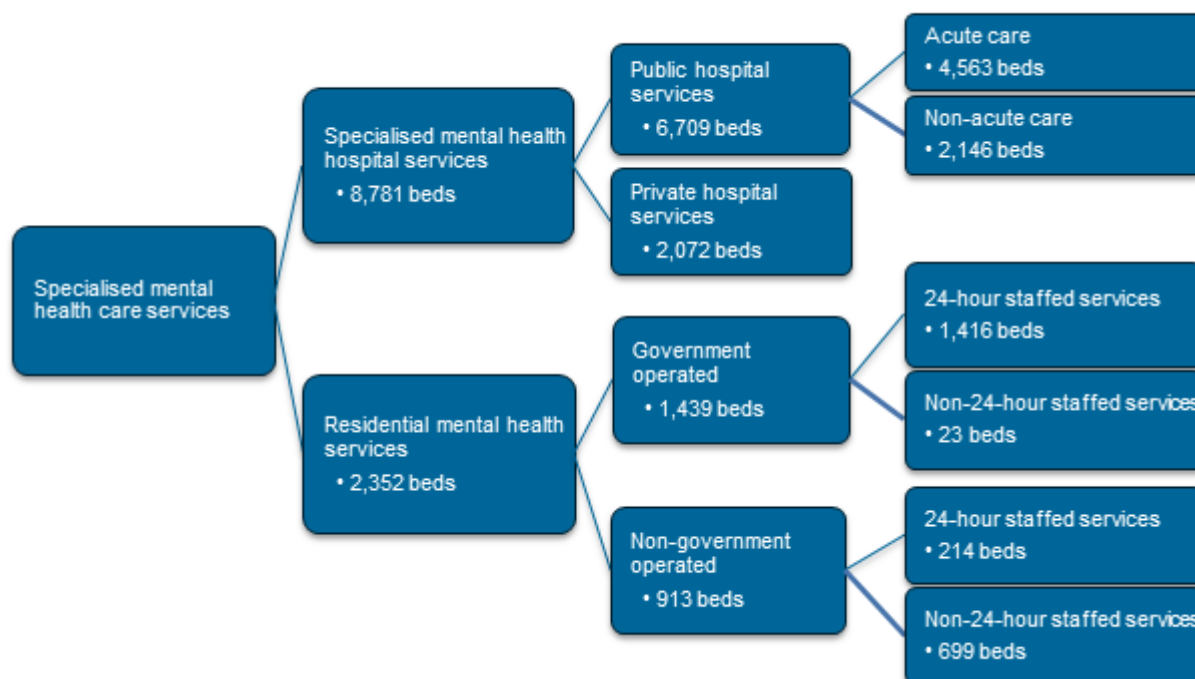 Specialised mental
health care services
Specialised mental health
hospital services
• 8,781 beds
Public hospital
services
• 6,709 beds
Acute care
• 4,563 beds
Non-acute care
• 2,146 beds
Private hospital
services
• 2,072 beds
Residential mental health
services
• 2,352 beds
Government
operated
• 1,439 beds
24-hour staffed services
• 1,416 beds
Non-24-hour staffed services
• 23 beds
Non-government
operated
• 913 beds
24-hour staffed services
• 214 beds
Non-24-hour staffed services
• 699 beds